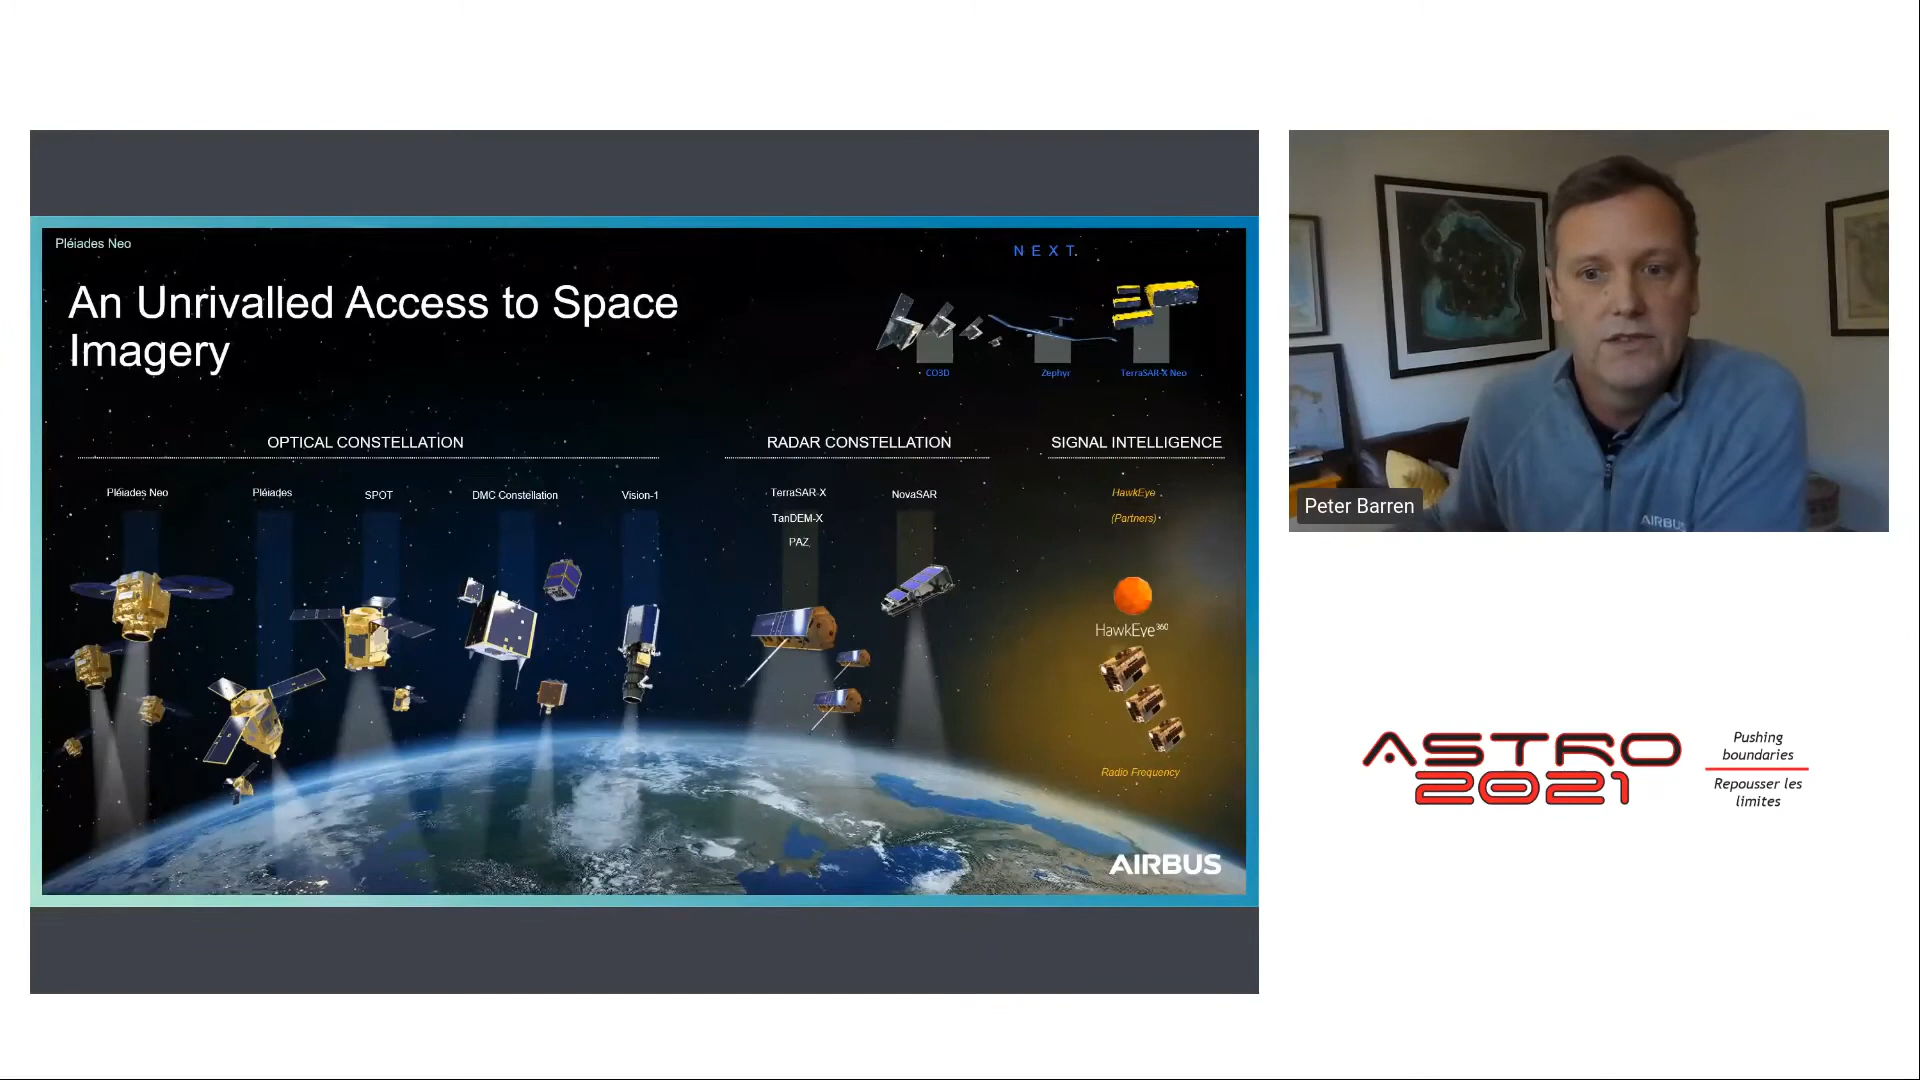 Pléiades Neo
An Unrivalled Access to Space
Imagery
NEXT
CO3D
Zephyr
TerraSAR-X Neo
OPTICAL CONSTELLATION
Pléiades Neo
Pléiades
SPOT
DMC Constellation
Vision-1
RADAR CONSTELLATION
TerraSAR-X
TanDEM-X
PAZ
NovaSAR
SIGNAL INTELLIGENCE
HawkEye
(Partners)
HawkEye360
Radio Frequency
AIRBUS
Peter Barren
AIRBUS
ASTRO
2021
Pushing
boundaries
Repousser les
limites